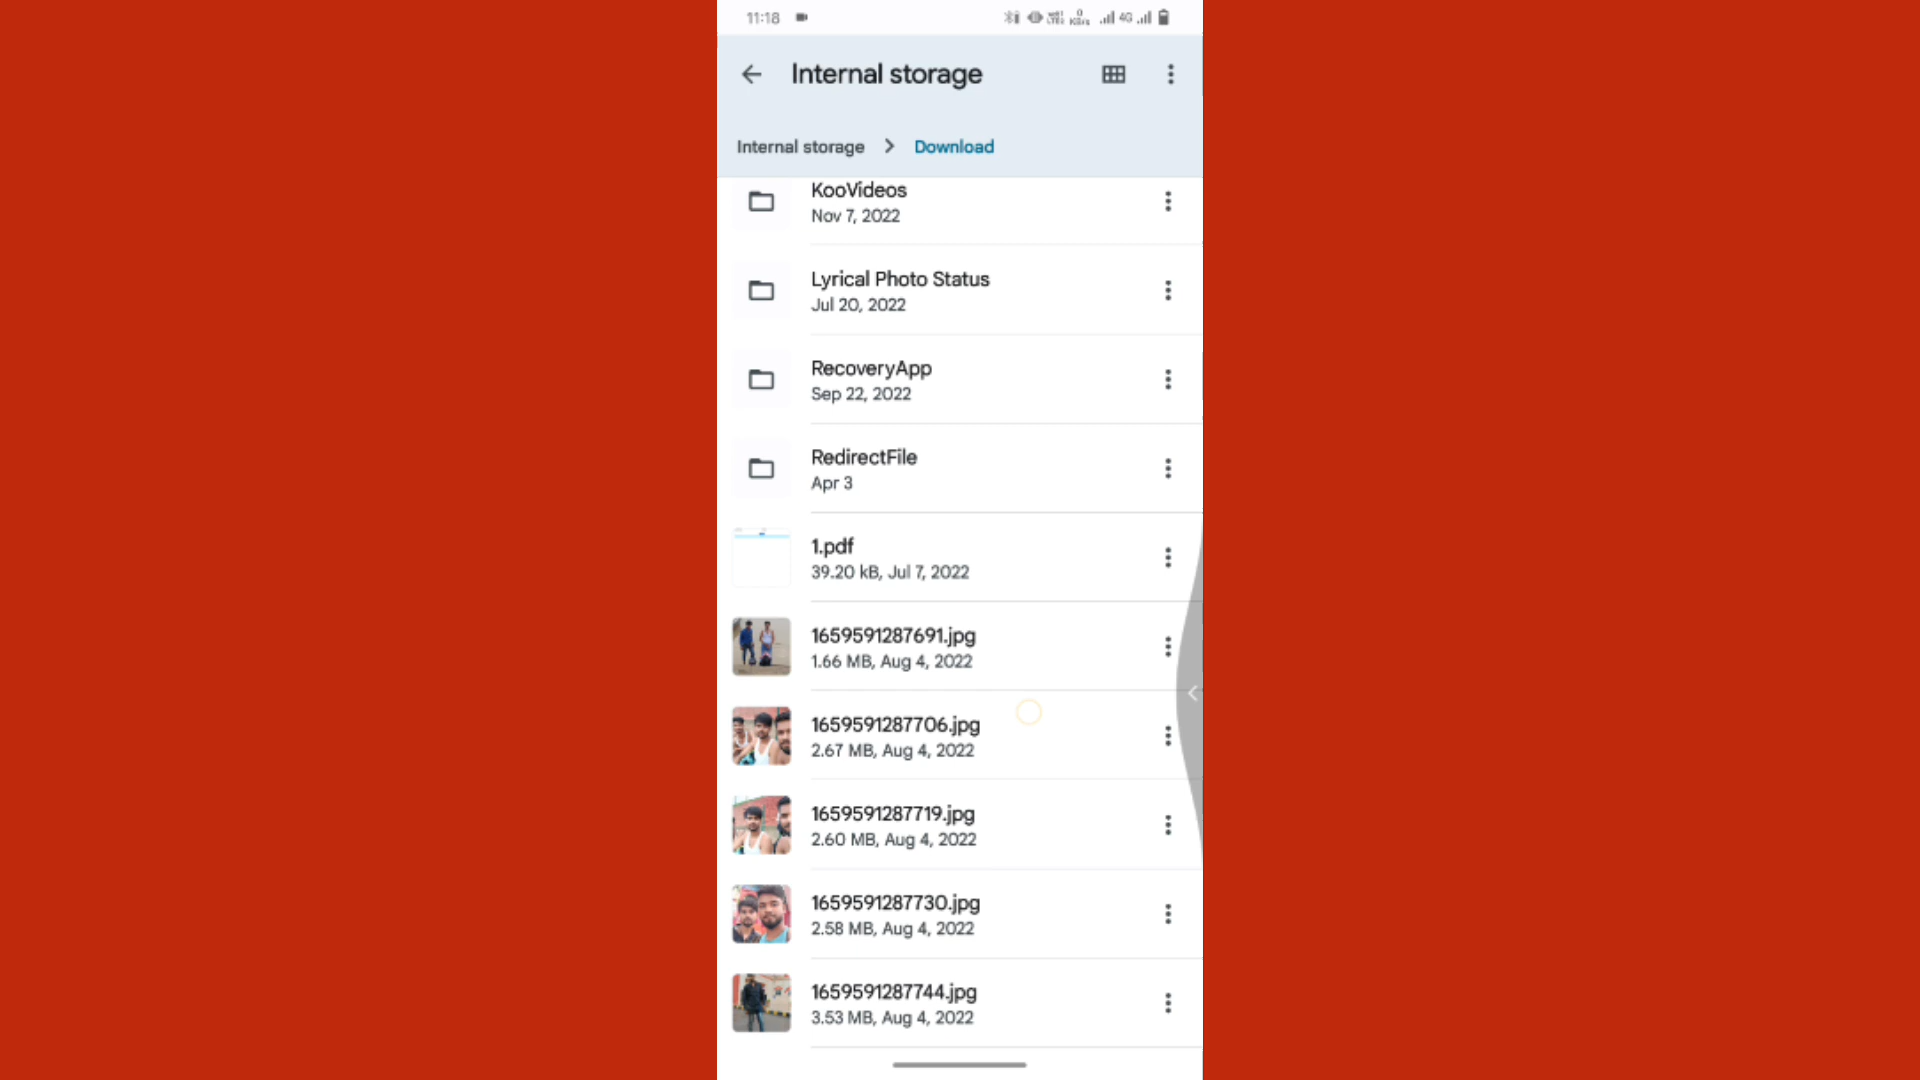 11:18
4G
Internal storage
Internal storage
Download
KooVideos
Nov 7, 2022
Lyrical Photo Status
Jul 20, 2022
RecoveryApp
Sep 22, 2022
RedirectFile
Apr 3
1.pdf
39.20 kB, Jul 7, 2022
1659591287691.jpg
1.66 MB, Aug 4, 2022
1659591287706.jpg
2.67 MB, Aug 4, 2022
1659591287719.jpg
2.60 MB, Aug 4, 2022
1659591287730.jpg
2.58 MB, Aug 4, 2022
1659591287744.jpg
3.53 MB, Aug 4, 2022